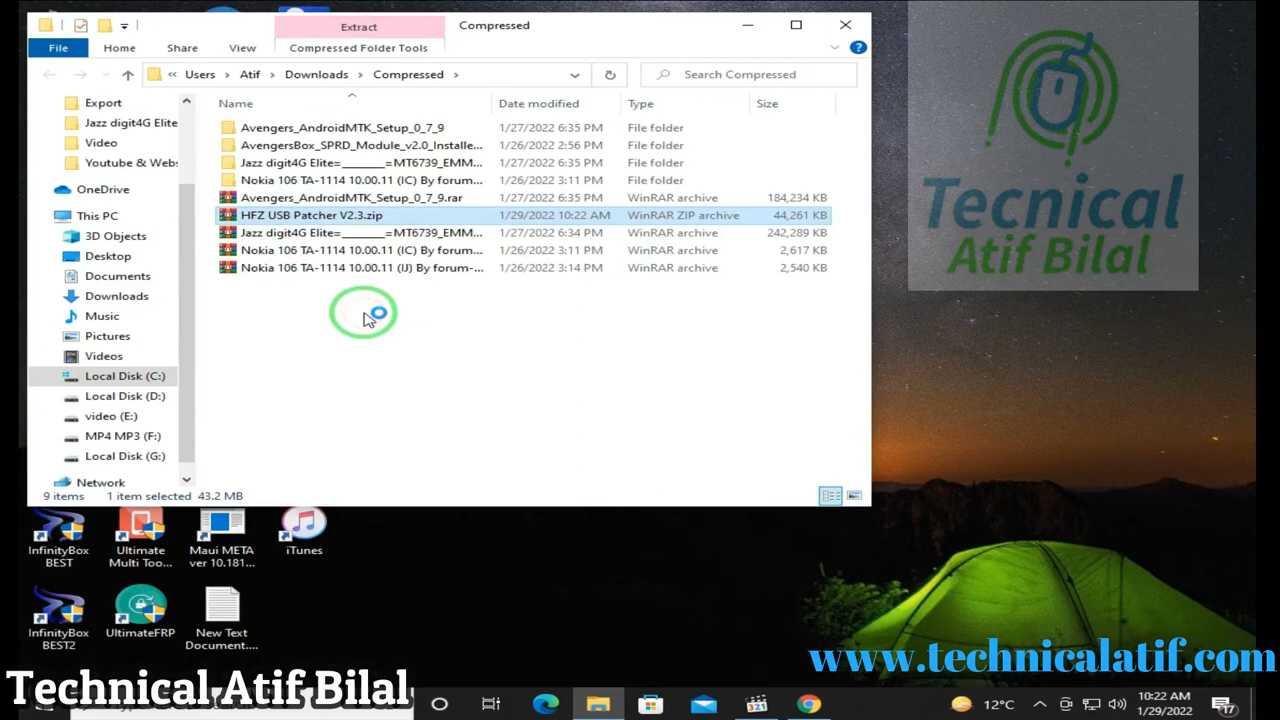 Extract
Compressed
File
Home
Share
View
Compressed Folder Tools
«
Users
Atif
Downloads
Compressed
Search Compressed
Name
Date modified
Type
Size
Export
Jazz digit4G Elite
Video
Youtube & Webs
OneDrive
This PC
3D Objects
Desktop
Documents
Downloads
Music
Pictures
Videos
Local Disk (C:)
Local Disk (D:)
video (E:)
MP4 MP3 (F:)
Local Disk (G:)
Network
Avengers_AndroidMTK_Setup_0_7_9 1/27/2022 6:35 PM File folder
AvengersBox_SPRD_Module_v2.0_Installe... 1/26/2022 2:56 PM File folder
Jazz digit4G Elite=_______=MT6739_EMM... 1/27/2022 6:35 PM File folder
Nokia 106 TA-1114 10.00.11 (IC) By forum... 1/26/2022 3:11 PM File folder
Avengers_AndroidMTK_Setup_0_7_9.rar 1/27/2022 6:35 PM WinRAR archive 184,234 KB
HFZ USB Patcher V2.3.zip 1/29/2022 10:22 AM WinRAR ZIP archive 44,261 KB
Jazz digit4G Elite=_______=MT6739_EMM... 1/27/2022 6:34 PM WinRAR archive 242,289 KB
Nokia 106 TA-1114 10.00.11 (IC) By forum... 1/26/2022 3:11 PM WinRAR archive 2,617 KB
Nokia 106 TA-1114 10.00.11 (IJ) By forum-... 1/26/2022 3:14 PM WinRAR archive 2,540 KB
9 items 1 item selected 43.2 MB
Tecnical
Atif Bilal
InfinityBox
BEST
Ultimate
Multi Too...
Maui META
ver 10.181...
iTunes
InfinityBox
BEST2
UltimateFRP
New Text
Document....
www.technicalatif.com
Technical Atif Bilal
321
12°C
10:22 AM
1/29/2022
17